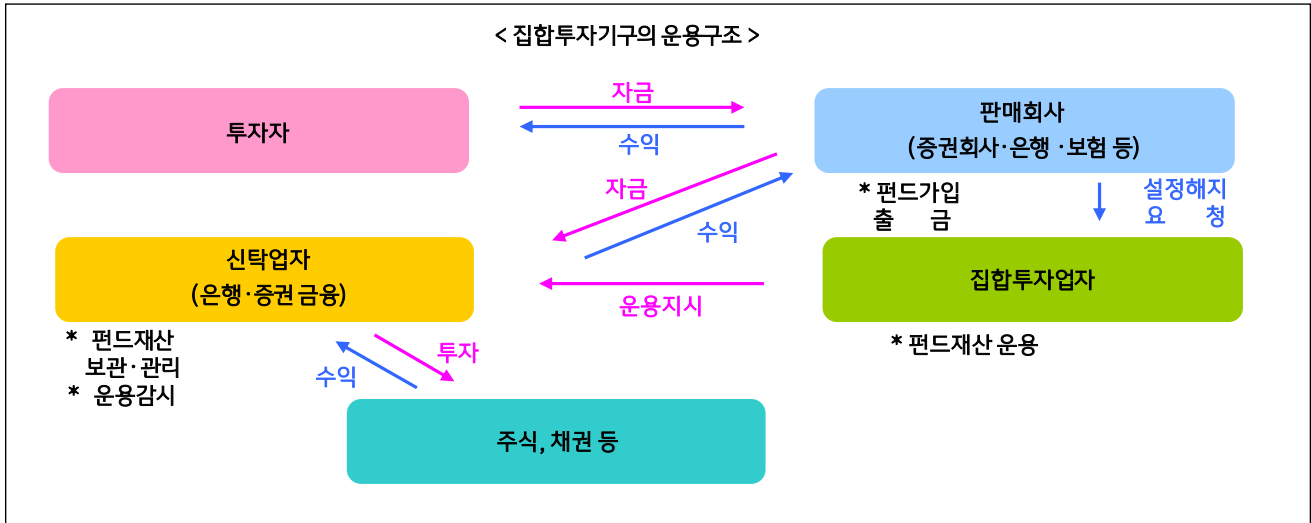 < 집합투자기구의 운용구조 >
자금
투자자
판매회사
(증권회사·은행 ·보험 등)
수익
자금
* 펀드가입
출 금
설정해지
요 청
수익
신탁업자
(은행·증권 금융)
집합투자업자
운용지시
* 펀드재산
보관·관리
* 운용감시
* 펀드재산 운용
투자
수익
주식, 채권 등